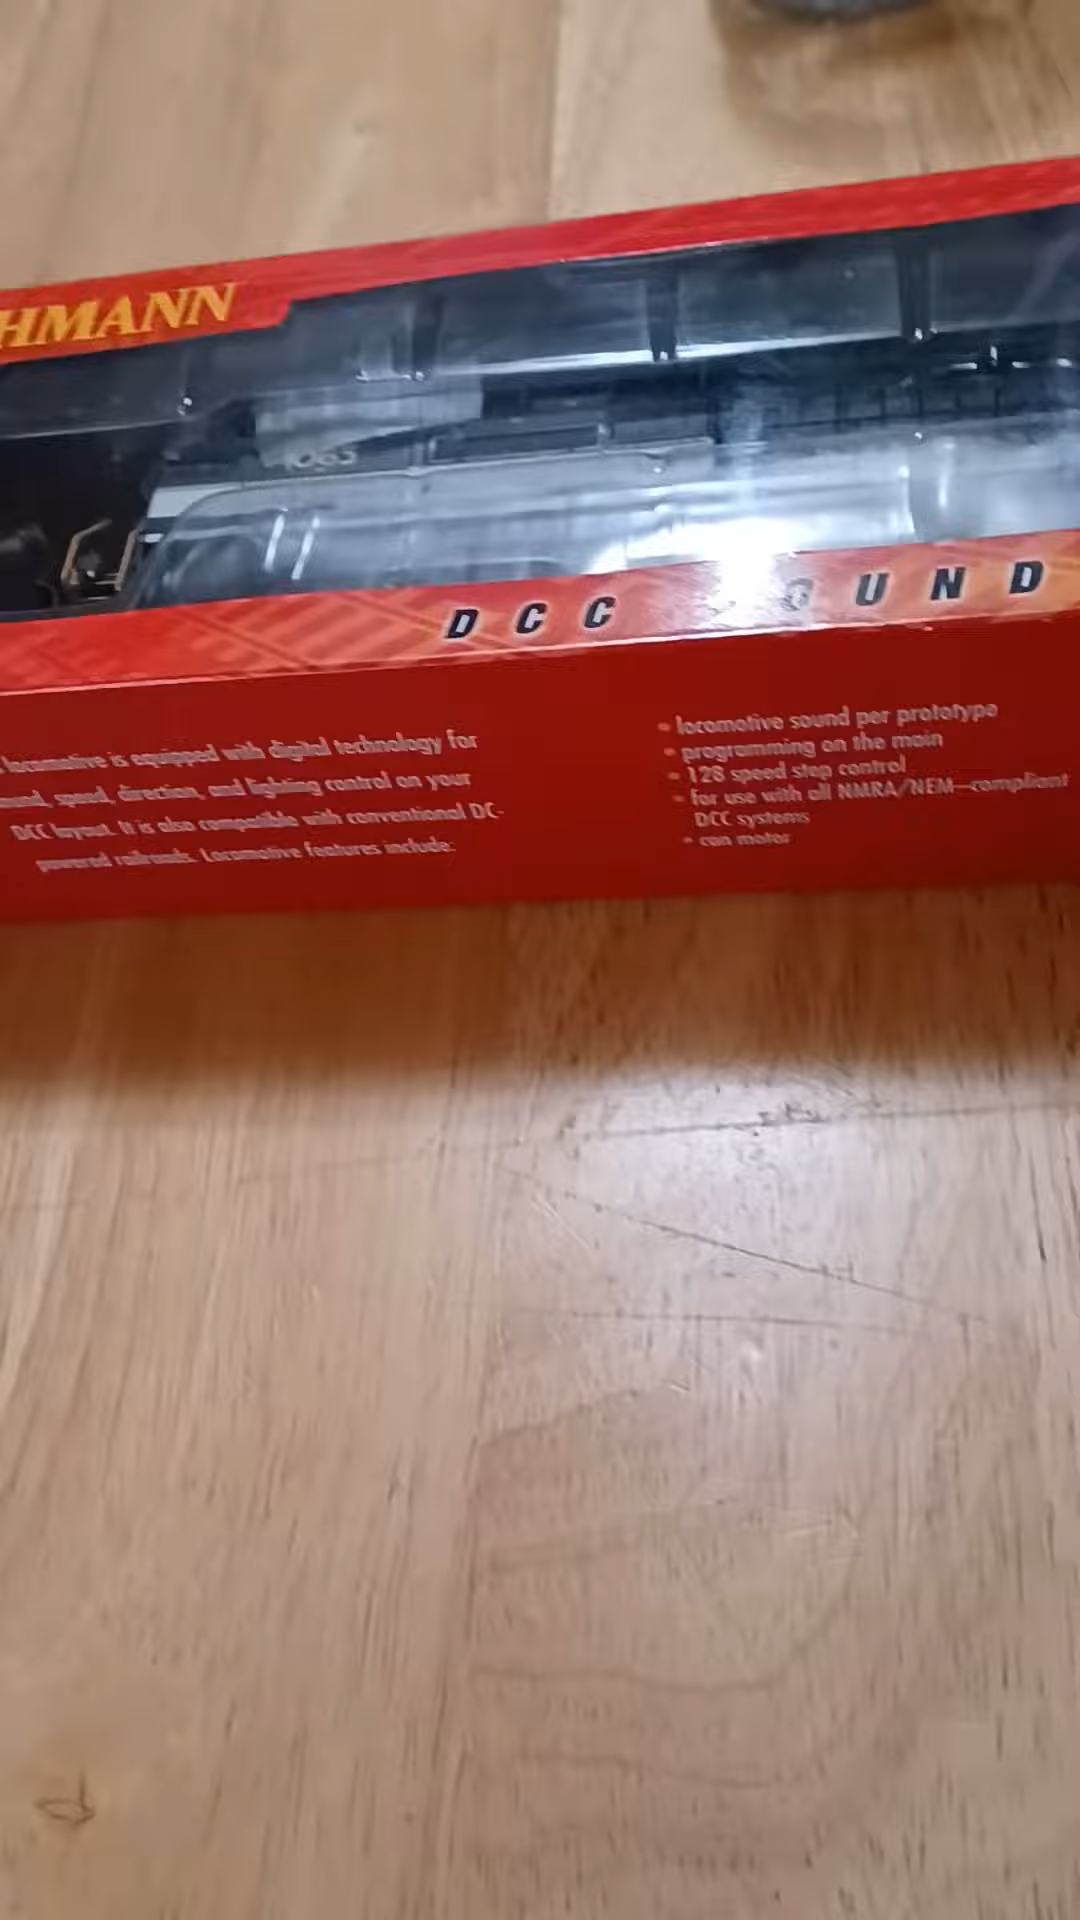 HMANN
DCC SOUND
locomotive is equipped with digital technology for
sound, speed, direction, and lighting control on your
DCC layout. It is also compatible with conventional DC-
powered railroads. Locomotive features include:
• locomotive sound per prototype
• programming on the main
• 128 speed step control
• for use with all NMRA/NEM—compliant
DCC systems
• can motor